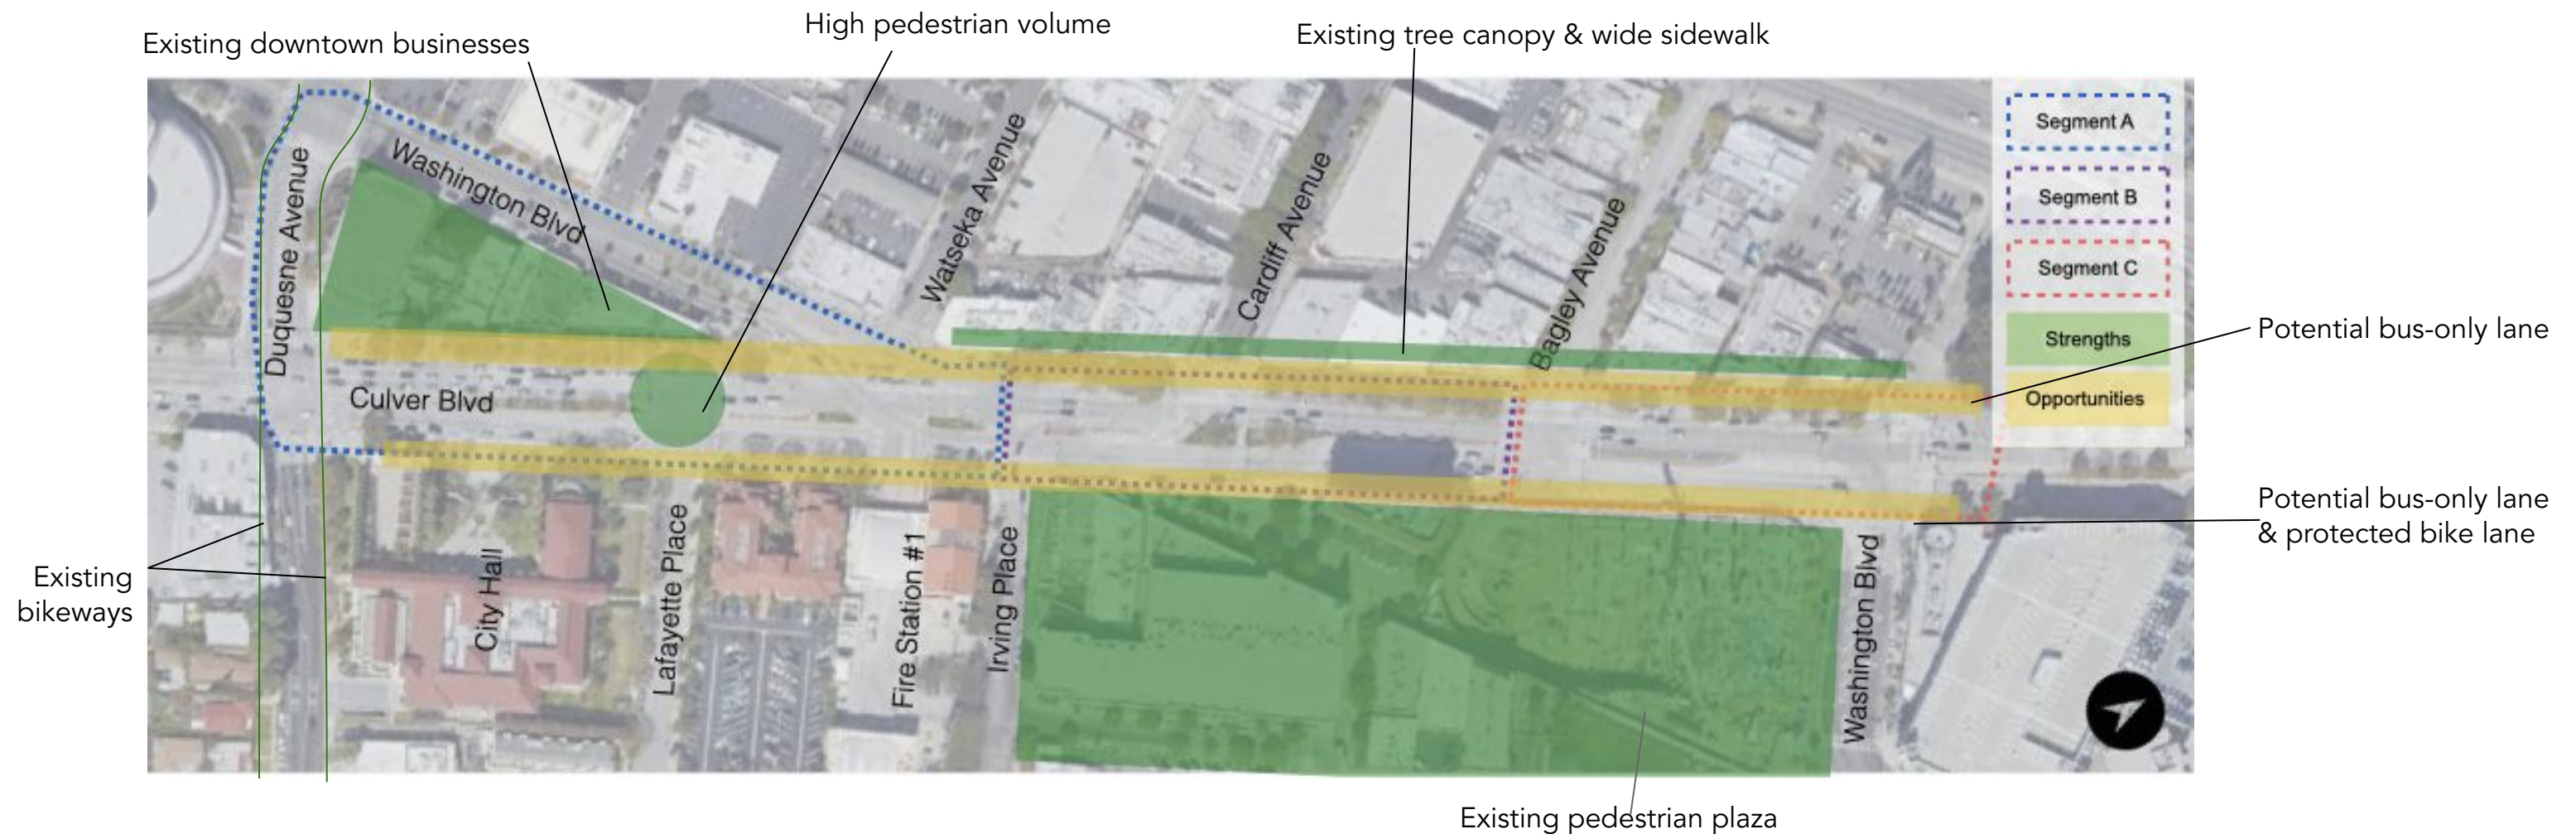 Existing downtown businesses
High pedestrian volume
Existing tree canopy & wide sidewalk
Segment A
Segment B
Segment C
Strengths
Opportunities
Potential bus-only lane
Potential bus-only lane
& protected bike lane
Duquesne Avenue
Washington Blvd
Watseka Avenue
Cardiff Avenue
Bagley Avenue
Culver Blvd
Existing
bikeways
City Hall
Lafayette Place
Fire Station #1
Irving Place
Washington Blvd
Existing pedestrian plaza